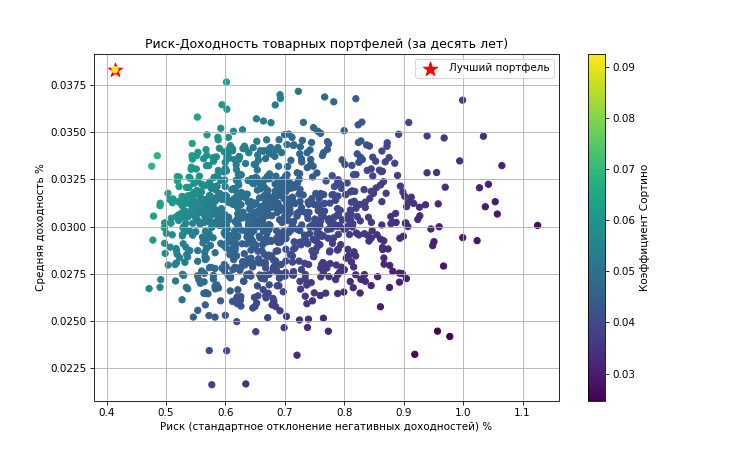 Риск-Доходность товарных портфелей (за десять лет)
Лучший портфель
Средняя доходность %
0.0375
0.0350
0.0325
0.0300
0.0275
0.0250
0.0225
0.4 0.5 0.6 0.7 0.8 0.9 1.0 1.1
Риск (стандартное отклонение негативных доходностей) %
0.09
0.08
0.07
0.06
0.05
0.04
0.03
Коэффициент Сортино